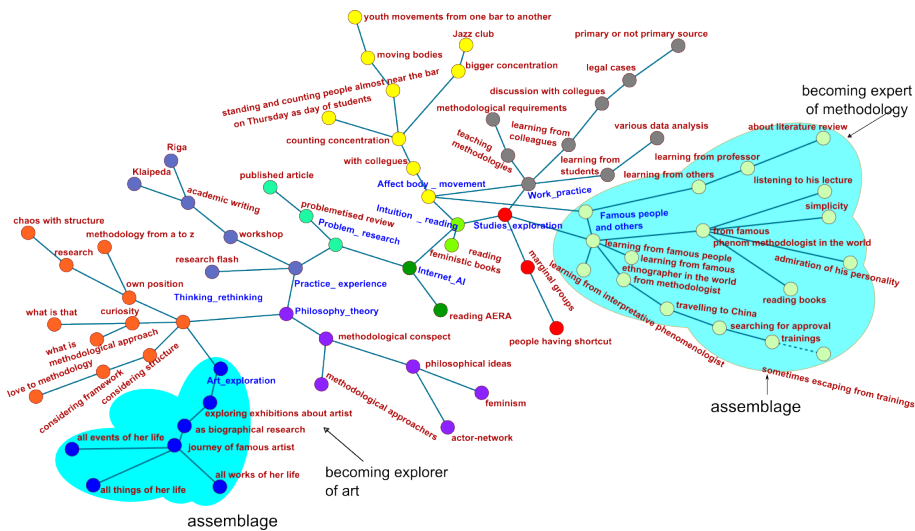 youth movements from one bar to another
Jazz club
moving bodies
bigger concentration
standing and counting people almost near the bar
on Thursday as day of students
counting concentration
with collegues
Affect body _ movement
primary or not primary source
legal cases
discussion with collegues
methodological requirements
learning from
colleagues
teaching
methodologies
various data analysis
learning from
students
Work_practice
becoming expert
of methodology
about literature review
learning from professor
learning from others
listening to his lecture
simplicity
Famous people
and others
from famous
phenom methodologist in the world
admiration of his personality
reading books
learning from famous people
learning from famous
ethnographer in the world
from methodologist
learning from interpretative phenomenologist
travelling to China
searching for approval
trainings
sometimes escaping from trainings
assemblage
Riga
Klaipeda
academic writing
workshop
research flash
published article
problemetised review
Problem_ research
Intuition _ reading
Studies_exploration
reading
feministic books
Internet_AI
reading AERA
marginal groups
people having shortcut
Practice_ experience
Thinking_rethinking
Philosophy_theory
chaos with structure
methodology from a to z
research
own position
curiosity
what is that
what is
methodological approach
love to methodology
considering framework
considering structure
methodological conspect
philosophical ideas
methodological approachers
feminism
actor-network
Art_exploration
exploring exhibitions about artist
as biographical research
all events of her life
journey of famous artist
all works of her life
all things of her life
becoming explorer
of art
assemblage